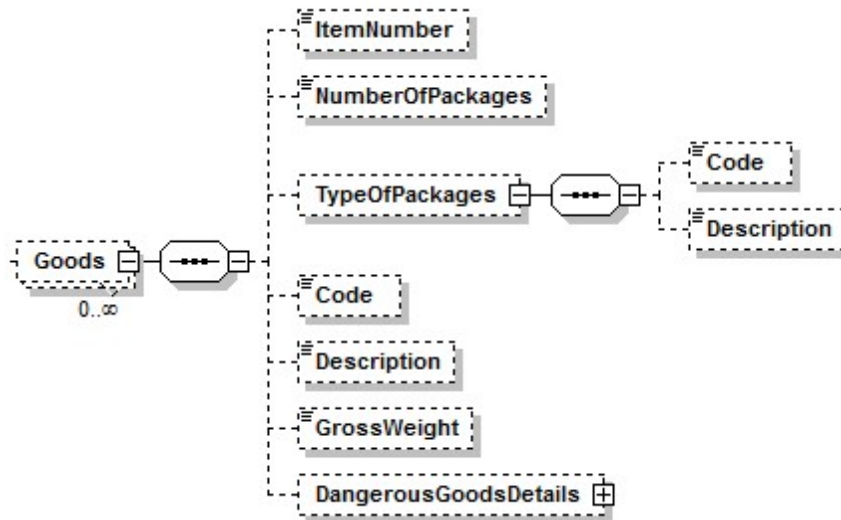 ItemNumber
NumberOfPackages
TypeOfPackages
Code
Description
Goods
0..∞
Code
Description
GrossWeight
DangerousGoodsDetails